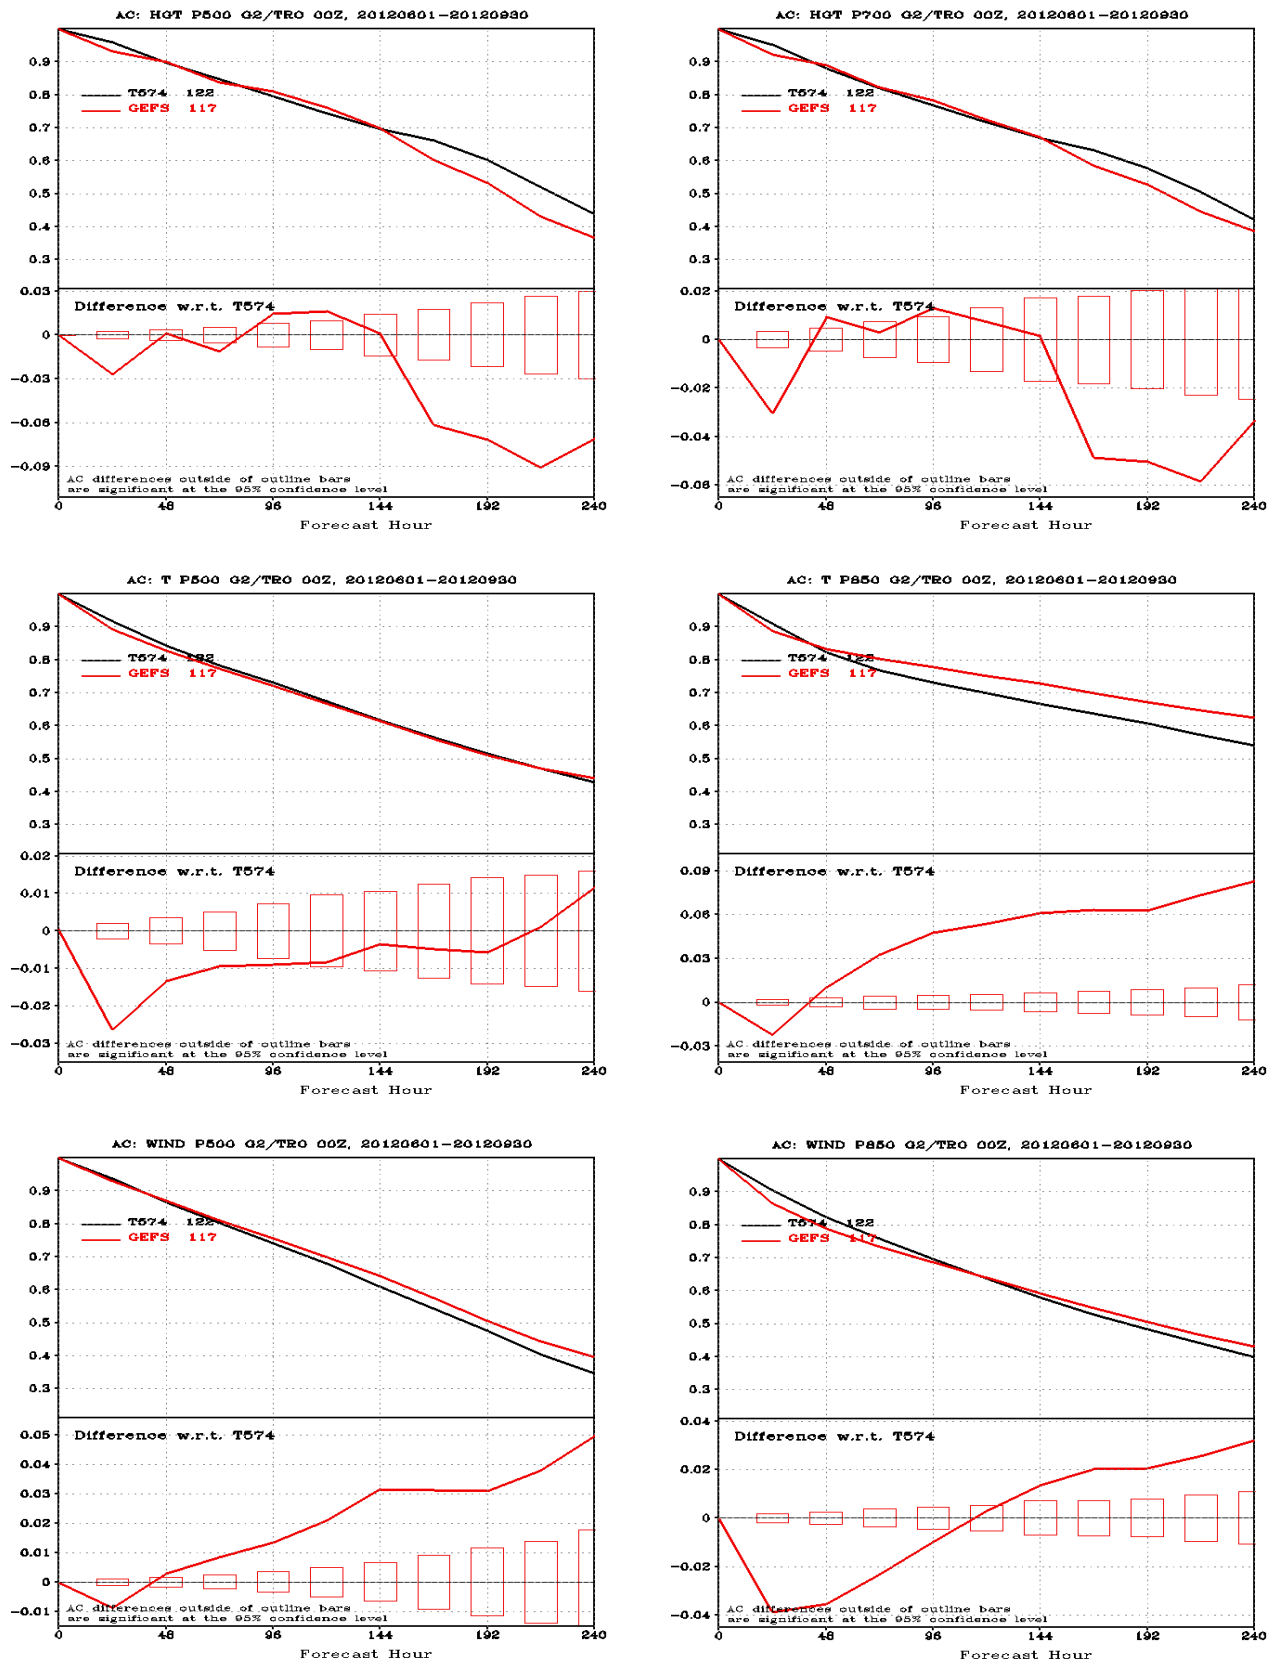 AC: HGT P500 G2/TRO 00Z, 20120601-20120930
0.9
0.8
0.7
0.6
0.5
0.4
0.3
T574 122
GEFS 117
0.03
0
-0.03
-0.06
-0.09
Difference w.r.t. T574
AC differences outside of outline bars
are significant at the 95% confidence level
0 48 96 144 192 240
Forecast Hour
AC: HGT P700 G2/TRO 00Z, 20120601-20120930
0.9
0.8
0.7
0.6
0.5
0.4
0.3
T574 122
GEFS 117
0.02
0
-0.02
-0.04
-0.06
Difference w.r.t. T574
AC differences outside of outline bars
are significant at the 95% confidence level
0 48 96 144 192 240
Forecast Hour
AC: T P500 G2/TRO 00Z, 20120601-20120930
0.9
0.8
0.7
0.6
0.5
0.4
0.3
T574 122
GEFS 117
0.02
0.01
0
-0.01
-0.02
-0.03
Difference w.r.t. T574
AC differences outside of outline bars
are significant at the 95% confidence level
0 48 96 144 192 240
Forecast Hour
AC: T P850 G2/TRO 00Z, 20120601-20120930
0.9
0.8
0.7
0.6
0.5
0.4
0.3
T574 122
GEFS 117
0.09
0.06
0.03
0
-0.03
Difference w.r.t. T574
AC differences outside of outline bars
are significant at the 95% confidence level
0 48 96 144 192 240
Forecast Hour
AC: WIND P500 G2/TRO 00Z, 20120601-20120930
0.9
0.8
0.7
0.6
0.5
0.4
0.3
T574 122
GEFS 117
0.05
0.04
0.03
0.02
0.01
0
-0.01
Difference w.r.t. T574
AC differences outside of outline bars
are significant at the 95% confidence level
0 48 96 144 192 240
Forecast Hour
AC: WIND P850 G2/TRO 00Z, 20120601-20120930
0.9
0.8
0.7
0.6
0.5
0.4
0.3
T574 122
GEFS 117
0.04
0.02
0
-0.02
-0.04
Difference w.r.t. T574
AC differences outside of outline bars
are significant at the 95% confidence level
0 48 96 144 192 240
Forecast Hour